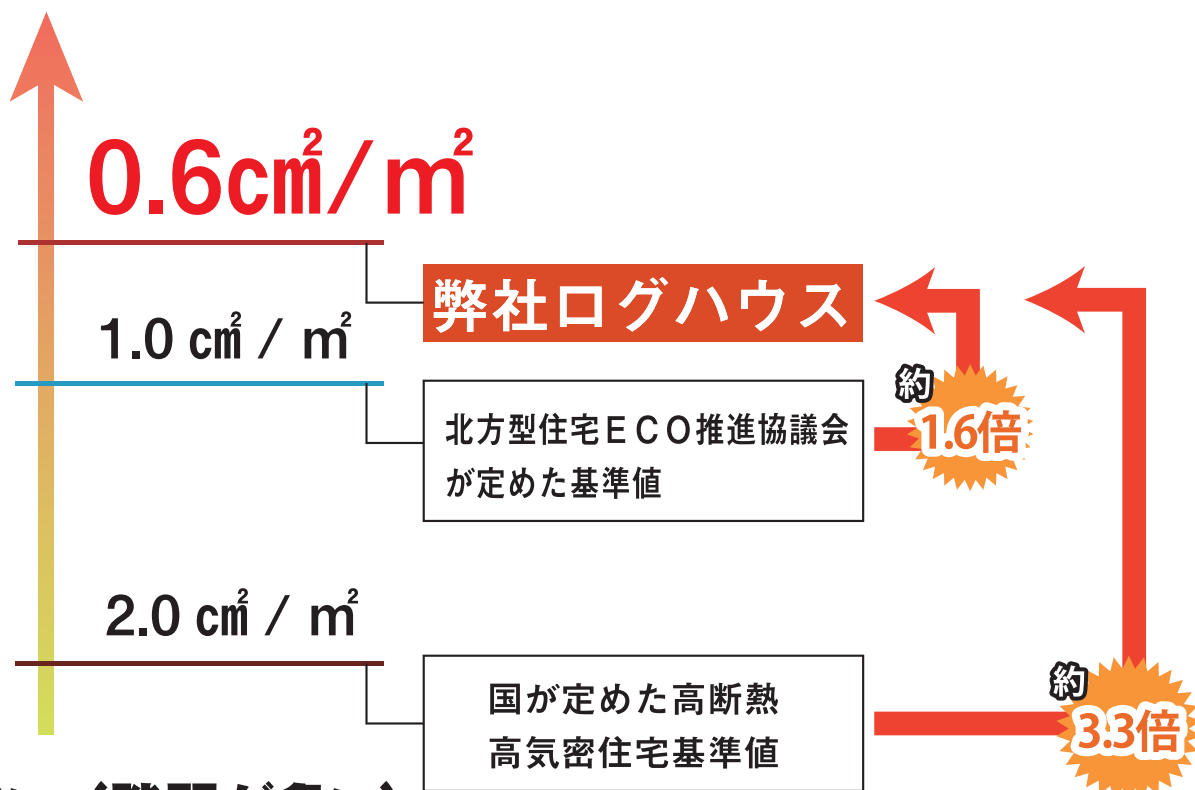 0.6c㎡/㎡
弊社ログハウス
1.0 c㎡ / ㎡
約
1.6倍
北方型住宅ECO推進協議会
が定めた基準値
2.0 c㎡ / ㎡
国が定めた高断熱
高気密住宅基準値
約
3.3倍